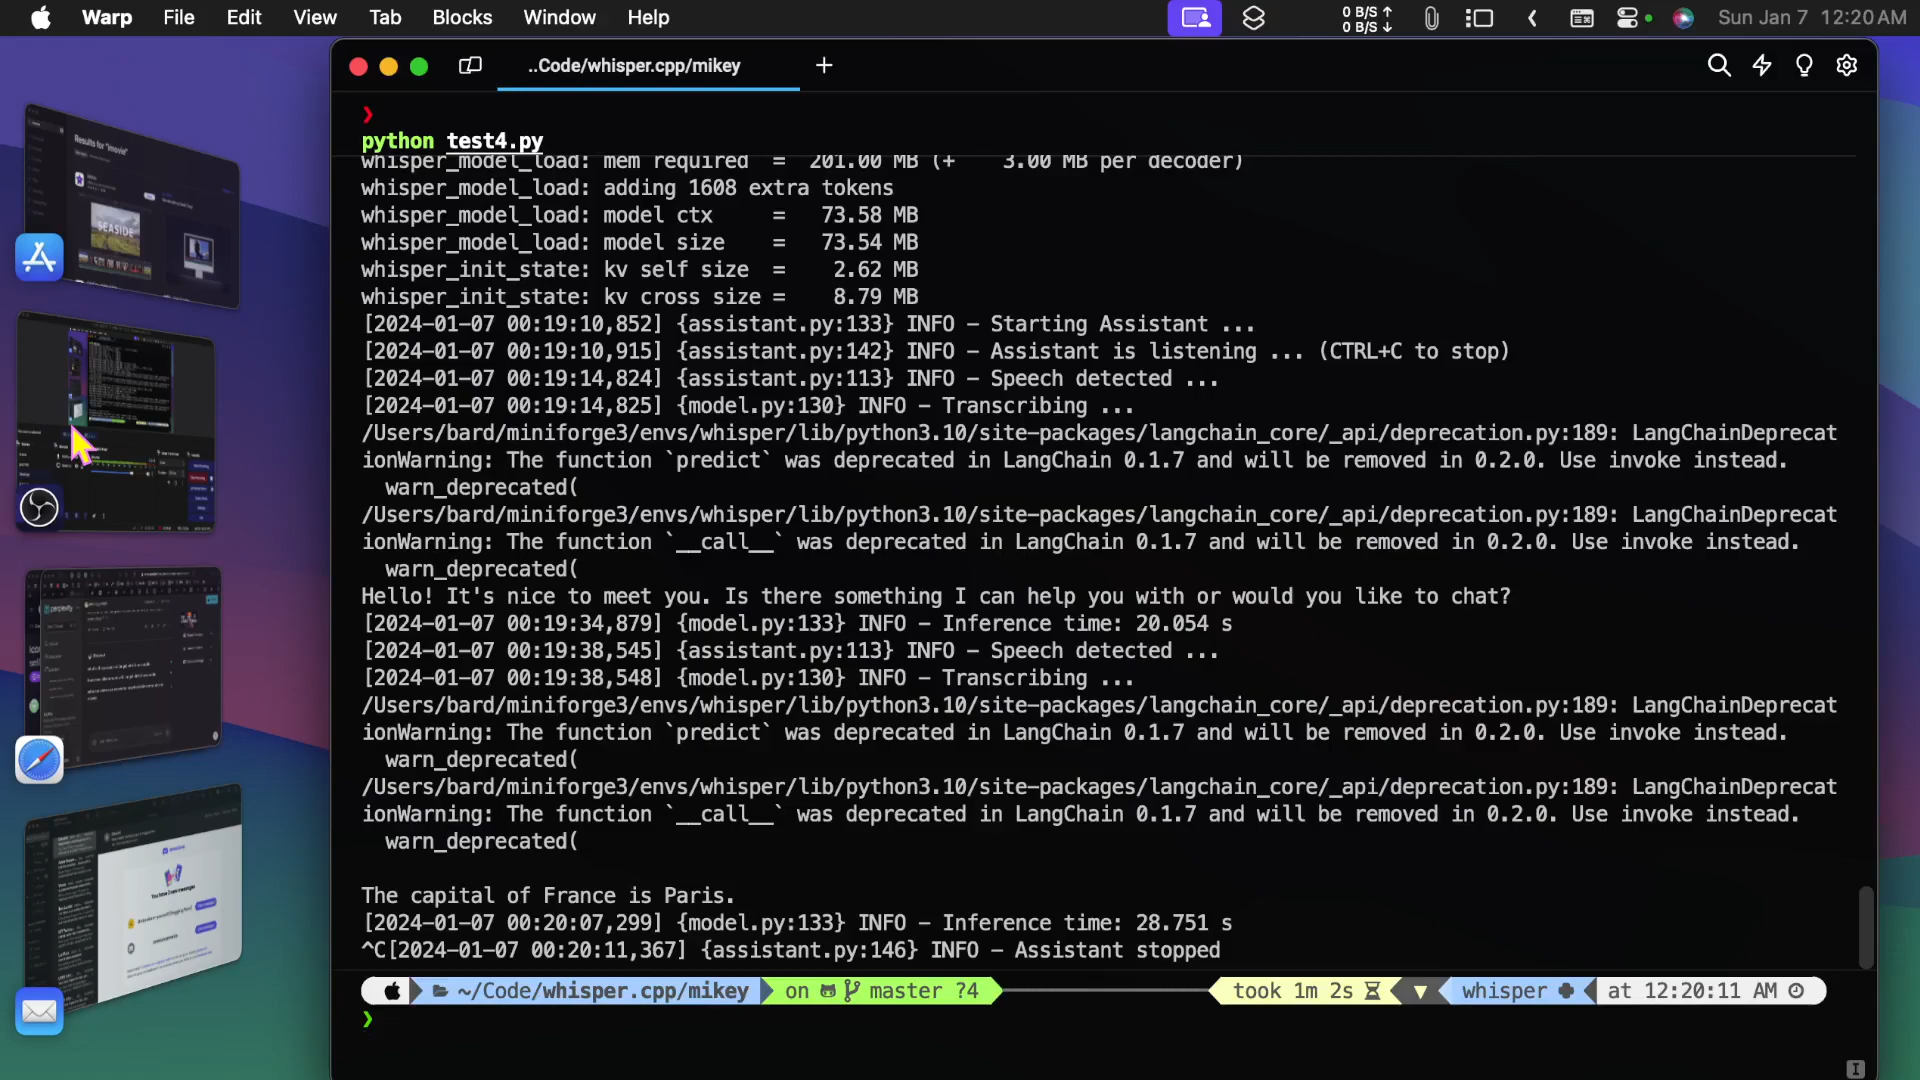 Warp File Edit View Tab Blocks Window Help
0 B/S ↑
0 B/S ↓
Sun Jan 7 12:20 AM
..Code/whisper.cpp/mikey
❯
python test4.py
whisper_model_load: mem required  =  201.00 MB (+    3.00 MB per decoder)
whisper_model_load: adding 1608 extra tokens
whisper_model_load: model ctx     =   73.58 MB
whisper_model_load: model size    =   73.54 MB
whisper_init_state: kv self size  =    2.62 MB
whisper_init_state: kv cross size =    8.79 MB
[2024-01-07 00:19:10,852] {assistant.py:133} INFO - Starting Assistant ...
[2024-01-07 00:19:10,915] {assistant.py:142} INFO - Assistant is listening ... (CTRL+C to stop)
[2024-01-07 00:19:14,824] {assistant.py:113} INFO - Speech detected ...
[2024-01-07 00:19:14,825] {model.py:130} INFO - Transcribing ...
/Users/bard/miniforge3/envs/whisper/lib/python3.10/site-packages/langchain_core/_api/deprecation.py:189: LangChainDeprecat
ionWarning: The function `predict` was deprecated in LangChain 0.1.7 and will be removed in 0.2.0. Use invoke instead.
  warn_deprecated(
/Users/bard/miniforge3/envs/whisper/lib/python3.10/site-packages/langchain_core/_api/deprecation.py:189: LangChainDeprecat
ionWarning: The function `__call__` was deprecated in LangChain 0.1.7 and will be removed in 0.2.0. Use invoke instead.
  warn_deprecated(
Hello! It's nice to meet you. Is there something I can help you with or would you like to chat?
[2024-01-07 00:19:34,879] {model.py:133} INFO - Inference time: 20.054 s
[2024-01-07 00:19:38,545] {assistant.py:113} INFO - Speech detected ...
[2024-01-07 00:19:38,548] {model.py:130} INFO - Transcribing ...
/Users/bard/miniforge3/envs/whisper/lib/python3.10/site-packages/langchain_core/_api/deprecation.py:189: LangChainDeprecat
ionWarning: The function `predict` was deprecated in LangChain 0.1.7 and will be removed in 0.2.0. Use invoke instead.
  warn_deprecated(
/Users/bard/miniforge3/envs/whisper/lib/python3.10/site-packages/langchain_core/_api/deprecation.py:189: LangChainDeprecat
ionWarning: The function `__call__` was deprecated in LangChain 0.1.7 and will be removed in 0.2.0. Use invoke instead.
  warn_deprecated(
The capital of France is Paris.
[2024-01-07 00:20:07,299] {model.py:133} INFO - Inference time: 28.751 s
^C[2024-01-07 00:20:11,367] {assistant.py:146} INFO - Assistant stopped
~/Code/whisper.cpp/mikey on master ?4 took 1m 2s whisper at 12:20:11 AM
❯
Results for "imovie"
SEASIDE